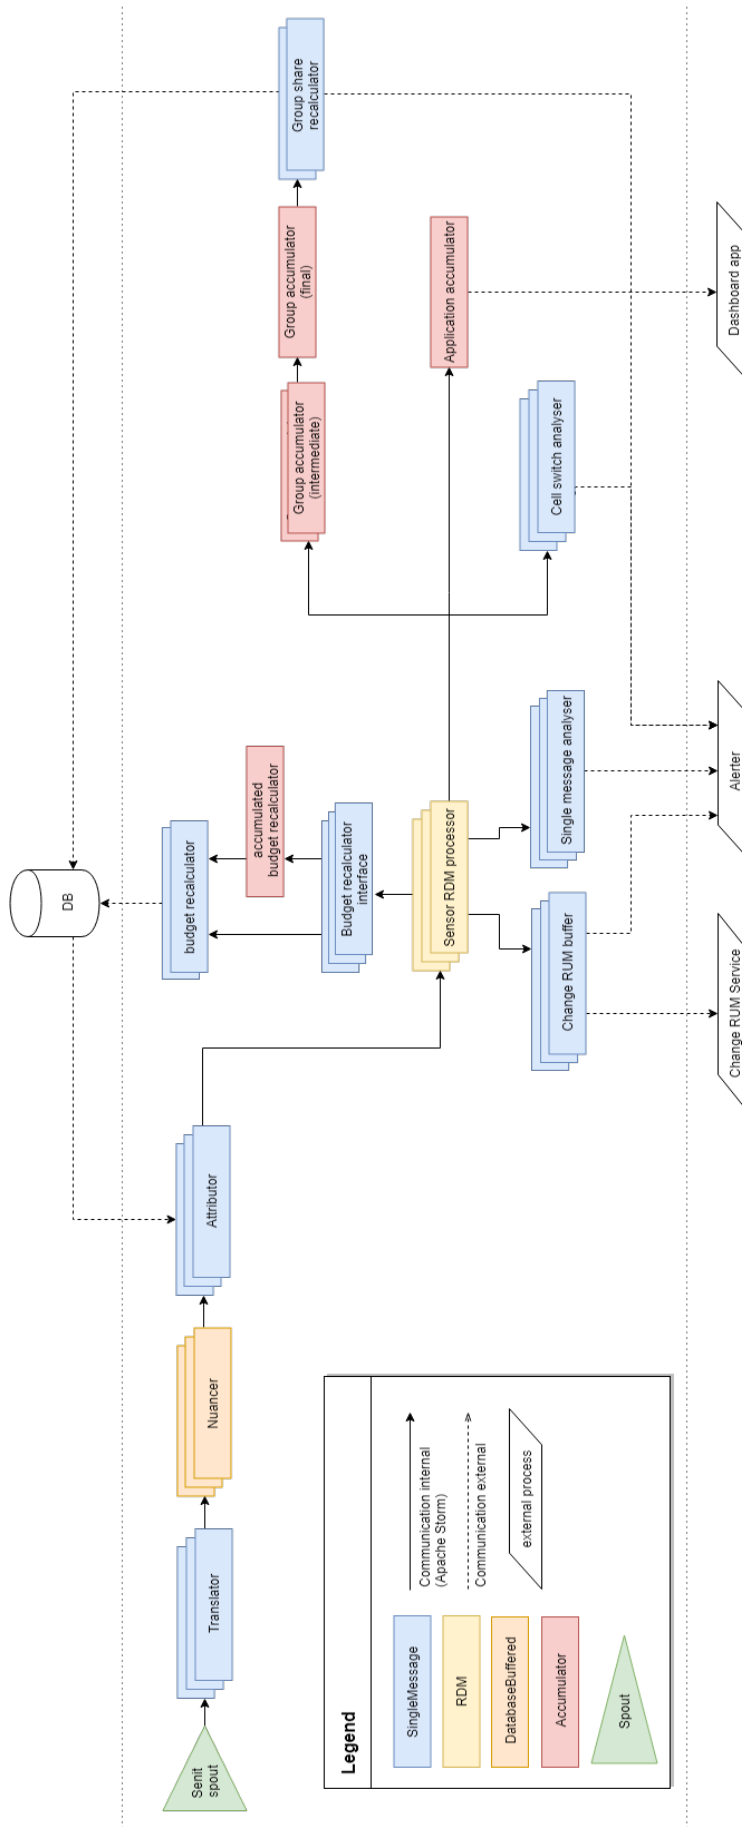 Senit
spout
Translator
Nuancer
Attributor
DB
budget recalculator
accumulated
budget recalculator
Budget recalculator
interface
Sensor RDM processor
Change RUM buffer
Single message analyser
Group accumulator
(intermediate)
Group accumulator
(final)
Group share
recalculator
Application accumulator
Cell switch analyser
Change RUM Service
Alerter
Dashboard app
Legend
SingleMessage
RDM
DatabaseBuffered
Accumulator
Spout
Communication internal
(Apache Storm)
Communication external
external process